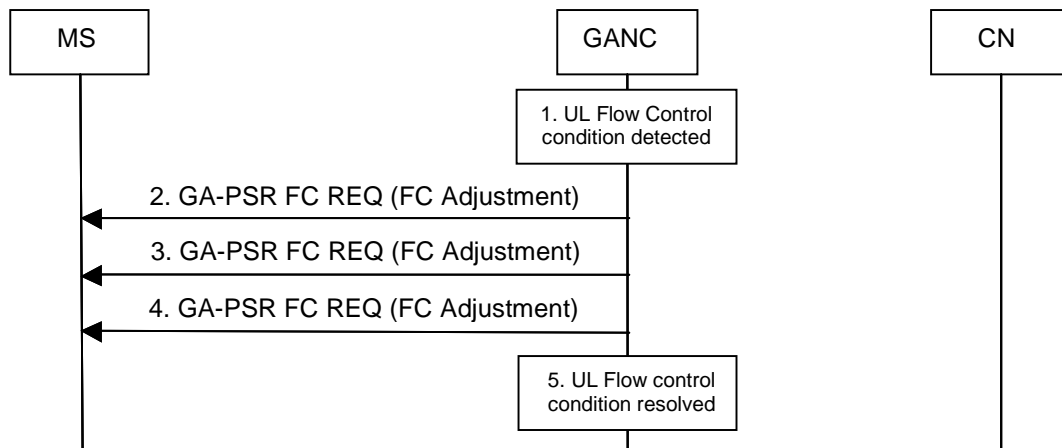 MS
GANC
CN
1. UL Flow Control
condition detected
2. GA-PSR FC REQ (FC Adjustment)
3. GA-PSR FC REQ (FC Adjustment)
4. GA-PSR FC REQ (FC Adjustment)
5. UL Flow control
condition resolved